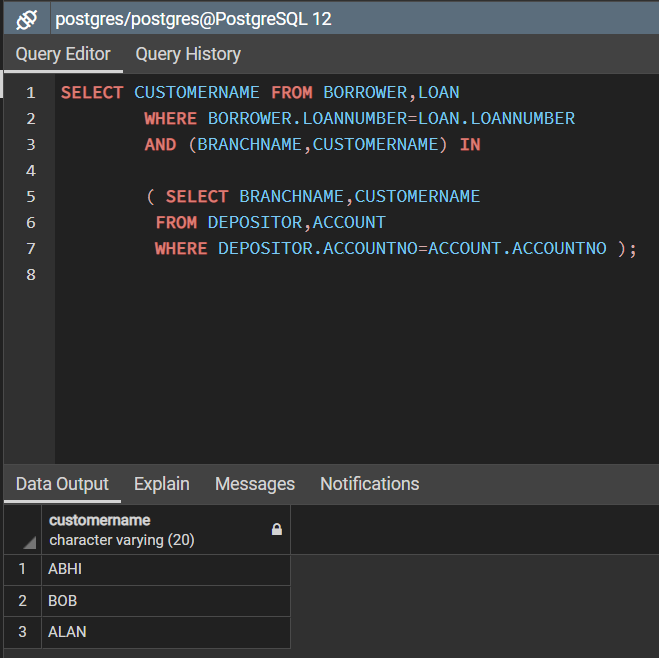 postgres/postgres@PostgreSQL 12
Query Editor Query History
1 SELECT CUSTOMERNAME FROM BORROWER,LOAN
2 WHERE BORROWER.LOANNUMBER=LOAN.LOANNUMBER
3 AND (BRANCHNAME,CUSTOMERNAME) IN
4
5 ( SELECT BRANCHNAME,CUSTOMERNAME
6 FROM DEPOSITOR,ACCOUNT
7 WHERE DEPOSITOR.ACCOUNTNO=ACCOUNT.ACCOUNTNO );
8
Data Output Explain Messages Notifications
customername
character varying (20)
1 ABHI
2 BOB
3 ALAN